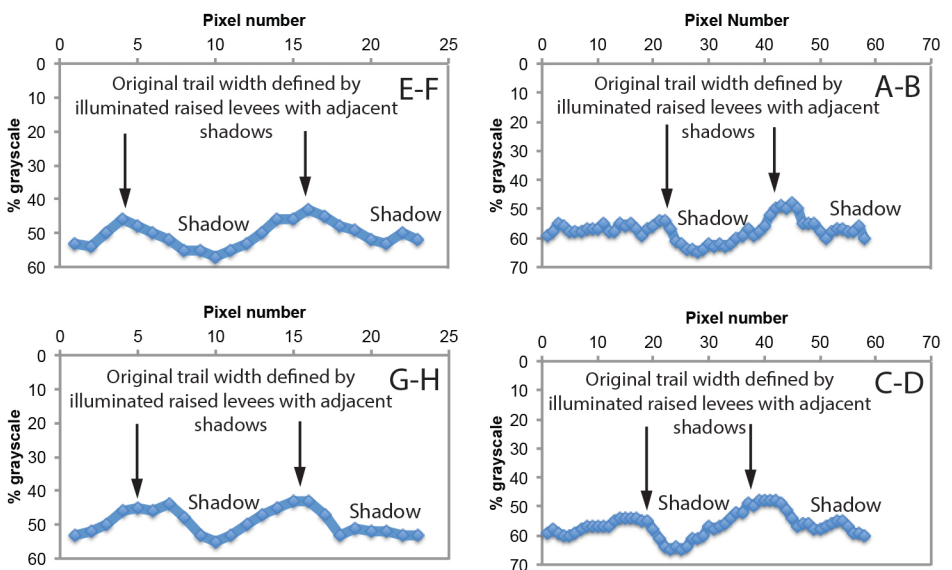 Pixel number
0 5 10 15 20 25
0
10
20
30
40
50
60
% grayscale
Original trail width defined by
illuminated raised levees with adjacent
shadows
E-F
Shadow
Shadow
Pixel Number
0 10 20 30 40 50 60 70
0
10
20
30
40
50
60
70
% grayscale
Original trail width defined by
illuminated raised levees with adjacent
shadows
A-B
Shadow
Shadow
Pixel number
0 5 10 15 20 25
0
10
20
30
40
50
60
% grayscale
Original trail width defined by
illuminated raised levees with adjacent
shadows
G-H
Shadow
Shadow
Pixel number
0 10 20 30 40 50 60 70
0
10
20
30
40
50
60
70
% grayscale
Original trail width defined by
illuminated raised levees with adjacent
shadows
C-D
Shadow
Shadow